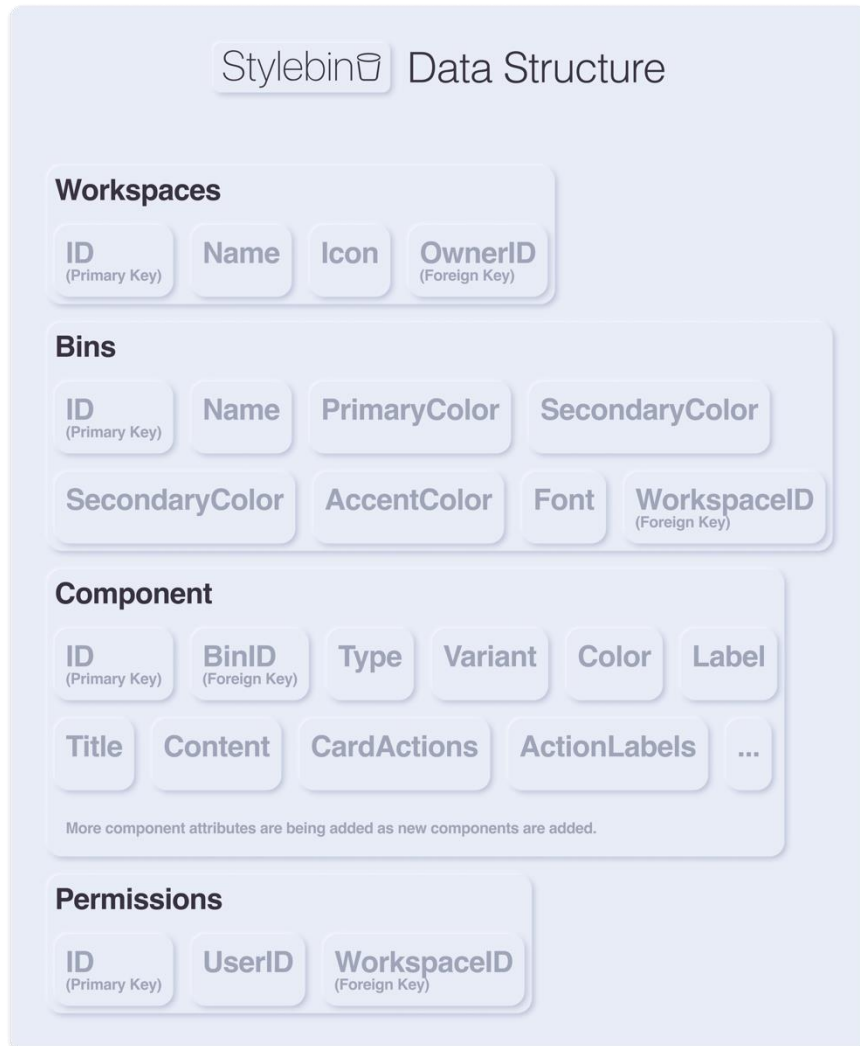 Stylebin Data Structure
Workspaces
ID Name Icon OwnerID
(Primary Key) (Foreign Key)
Bins
ID Name PrimaryColor SecondaryColor
(Primary Key)
SecondaryColor AccentColor Font WorkspaceID
(Foreign Key)
Component
ID BinID Type Variant Color Label
(Primary Key) (Foreign Key)
Title Content CardActions ActionLabels ...
More component attributes are being added as new components are added.
Permissions
ID UserID WorkspaceID
(Primary Key) (Foreign Key)